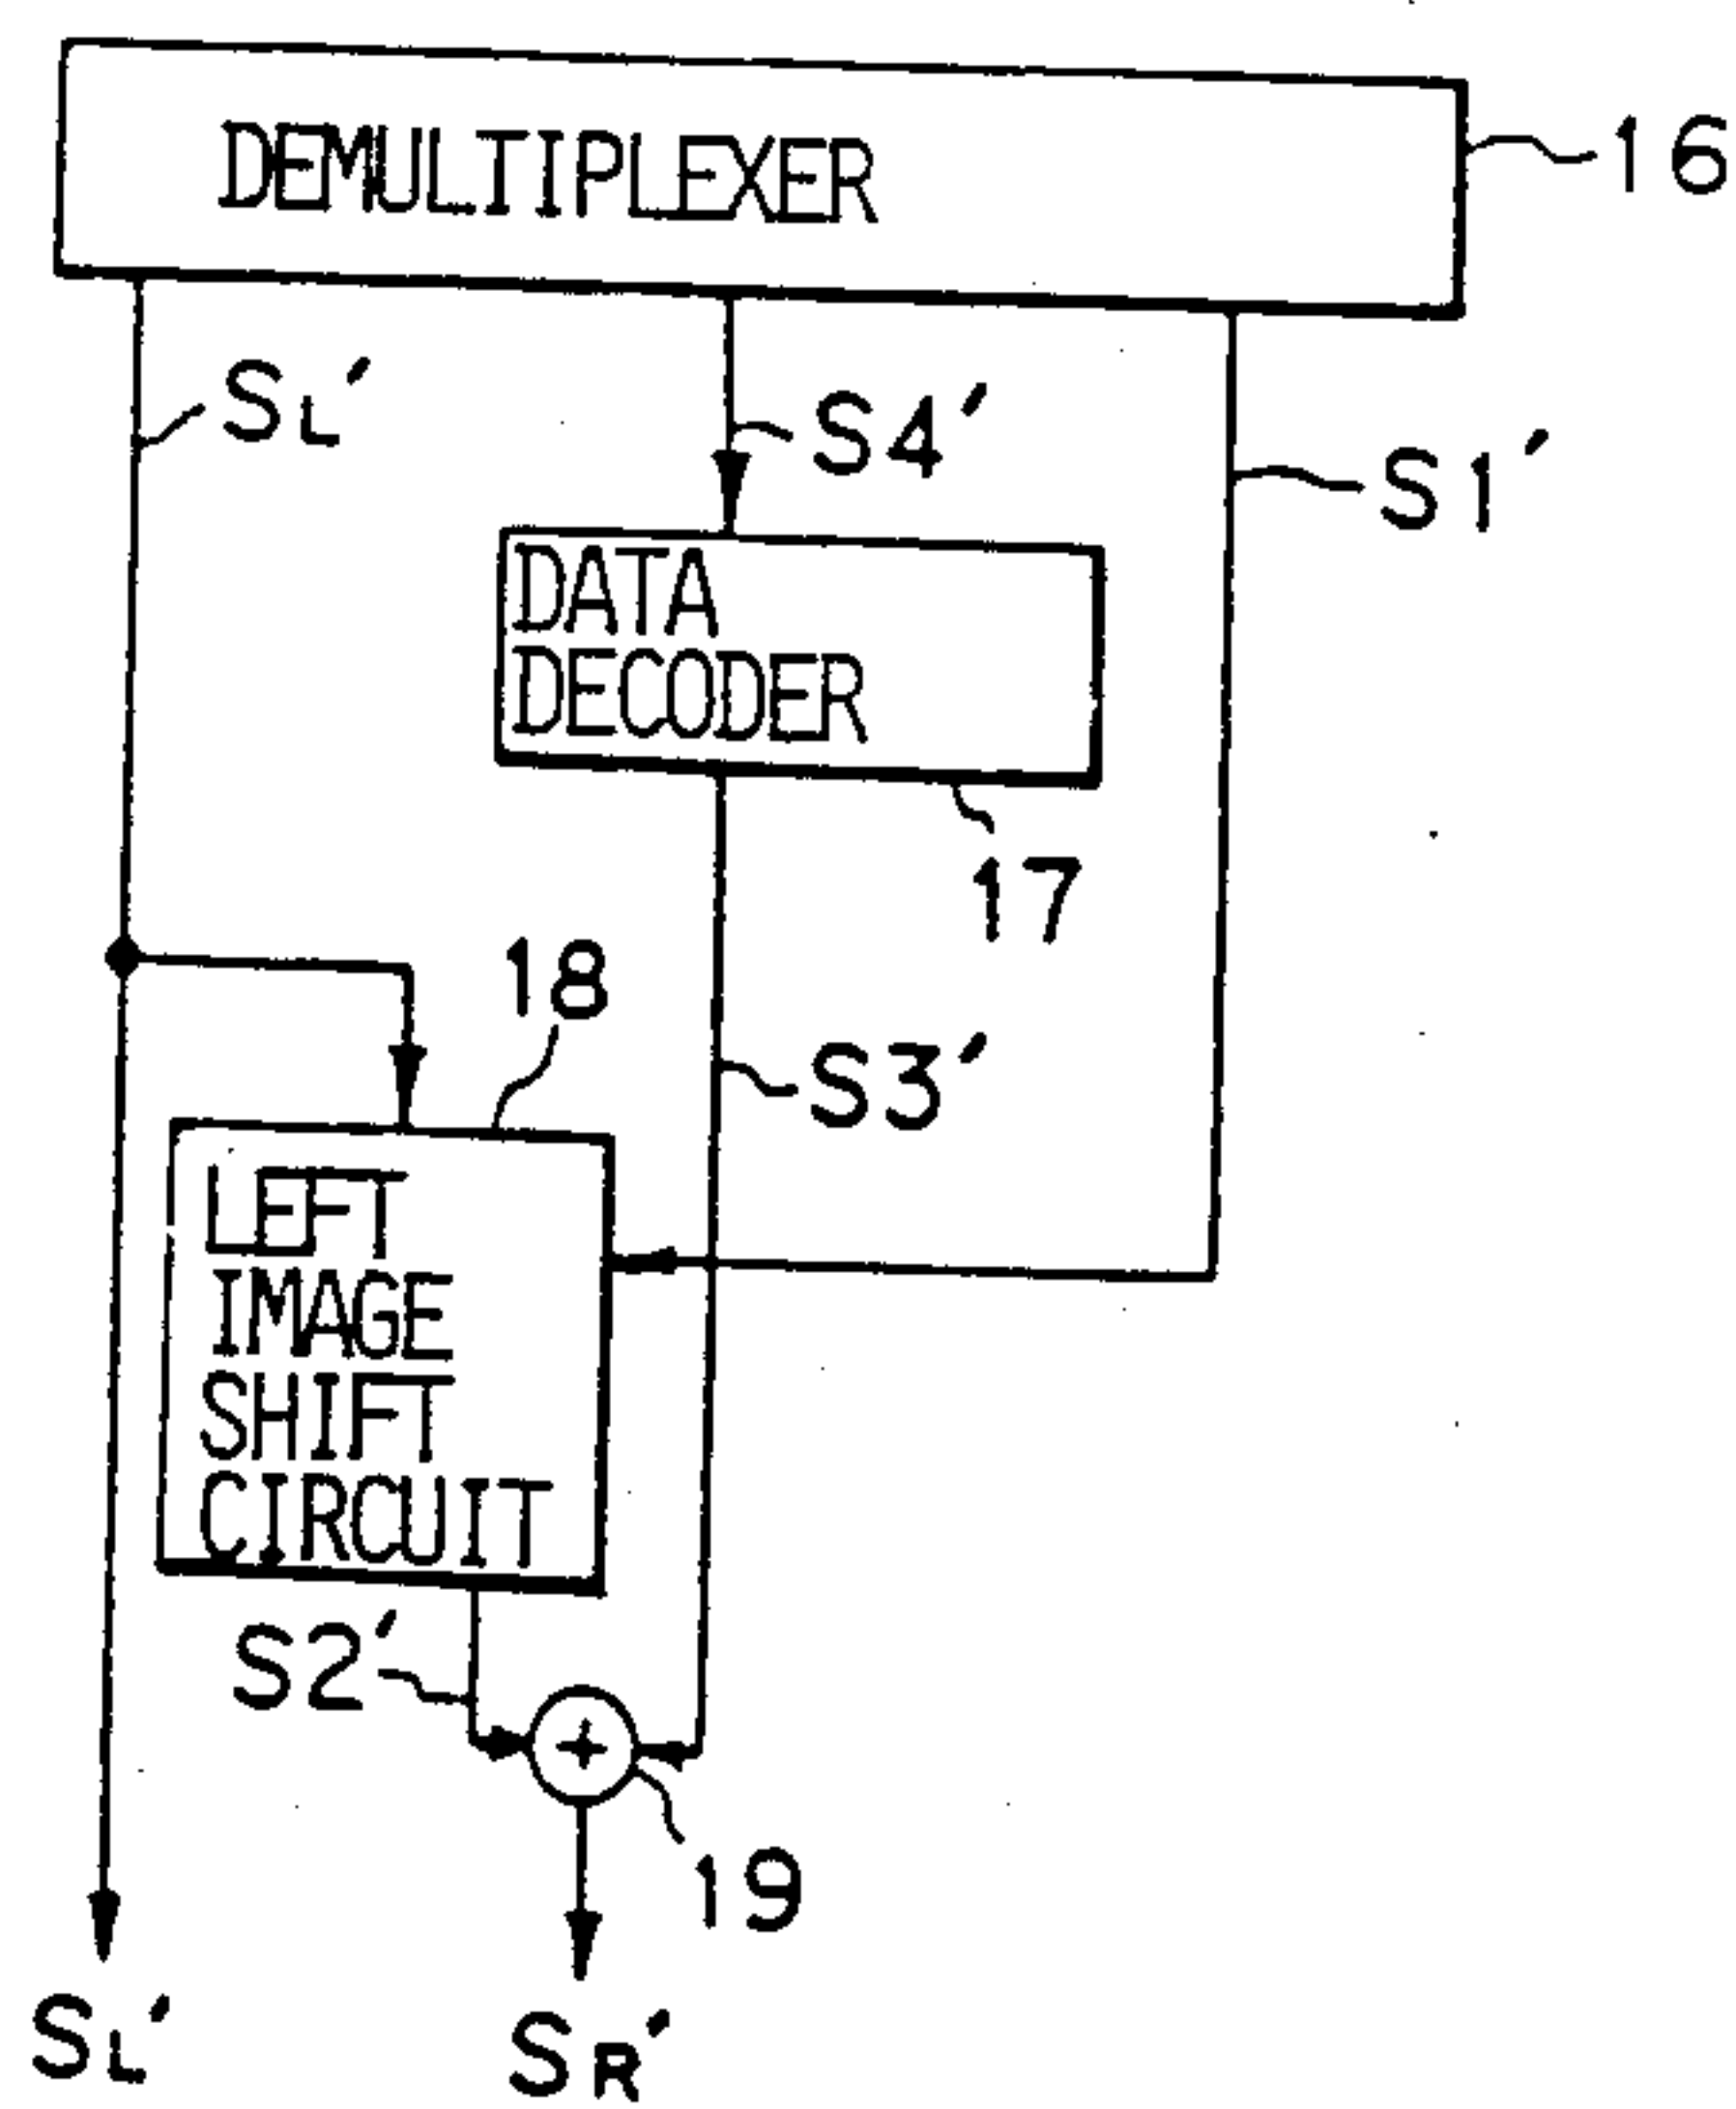 DEMULTIPLEXER
16
SL'
S4'
S1'
DATA
DECODER
17
18
S3'
LEFT
IMAGE
SHIFT
CIRCUIT
S2'
19
SL'
SR'